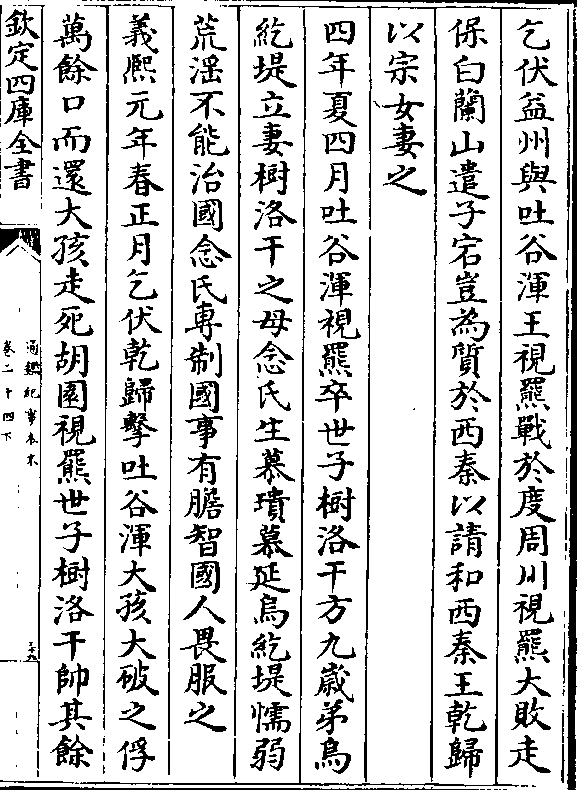 乞伏益州與吐谷渾王視羆戰於度周川視羆大敗走
保白蘭山遣子宕豈為質於西秦以請和西秦王乾歸
以宗女妻之
四年夏四月吐谷渾視羆卒世子樹洛干方九歲弟烏
紇堤立妻樹洛干之母念氏生慕璝慕延烏紇堤懦弱
荒滛不能治國念氏専制國事有膽智國人畏服之
義熈元年春正月乞伏乾歸擊吐谷渾大孩大破之俘
萬餘口而還大孩走死胡園視羆世子樹洛干帥其餘
欽定四庫全書
通鑑紀事本末
卷二十四下